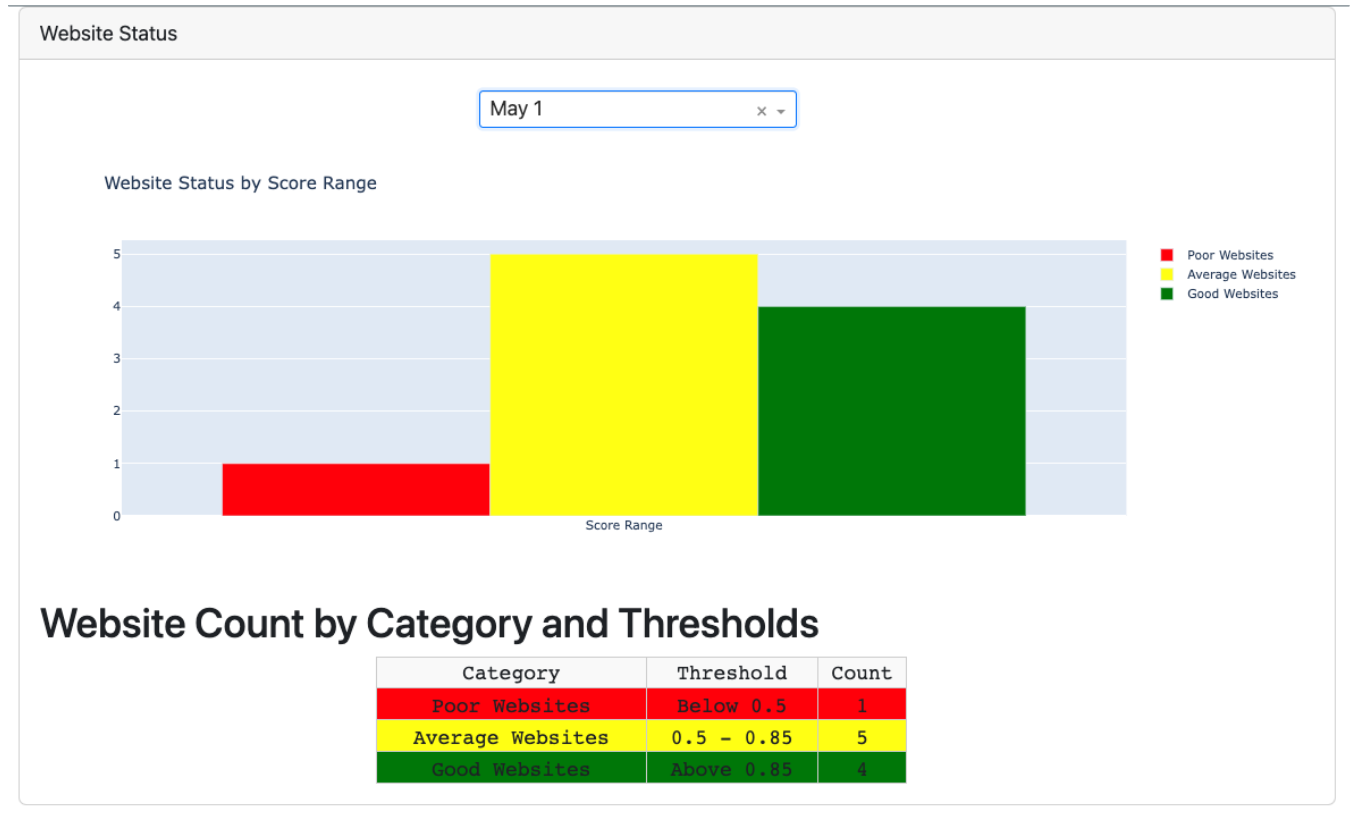 Website Status
May 1
Website Status by Score Range
5
4
3
2
1
0
Score Range
Poor Websites
Average Websites
Good Websites
Website Count by Category and Thresholds
Category Threshold Count
Poor Websites Below 0.5 1
Average Websites 0.5 - 0.85 5
Good Websites Above 0.85 4